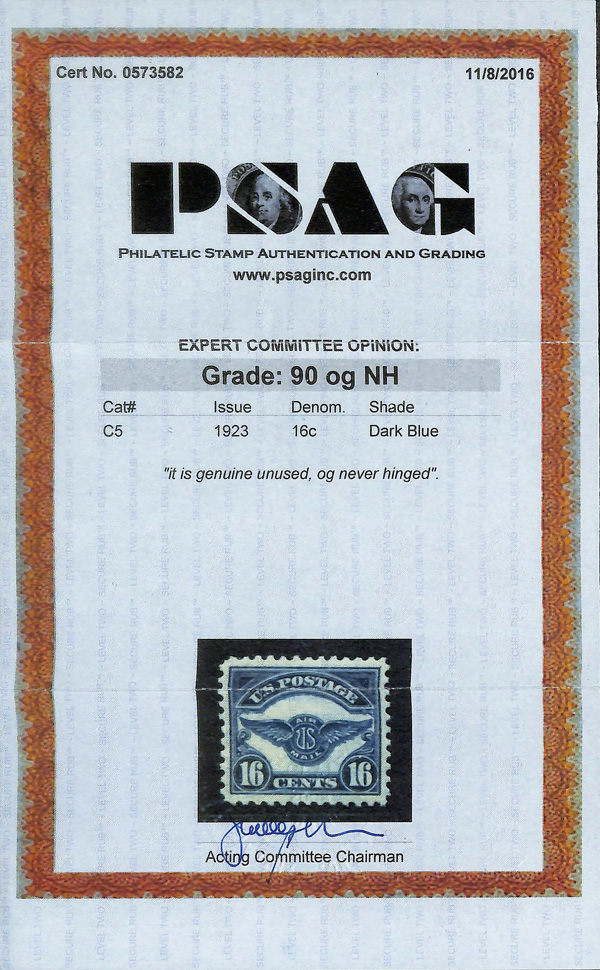 Cert No. 0573582 11/8/2016
PSAG
PHILATELIC STAMP AUTHENTICATION AND GRADING
www.psaginc.com
EXPERT COMMITTEE OPINION:
Grade: 90 og NH
Cat# Issue Denom. Shade
C5 1923 16c Dark Blue
"it is genuine unused, og never hinged".
U.S. POSTAGE
AIR
US
MAIL
16 CENTS 16
Acting Committee Chairman